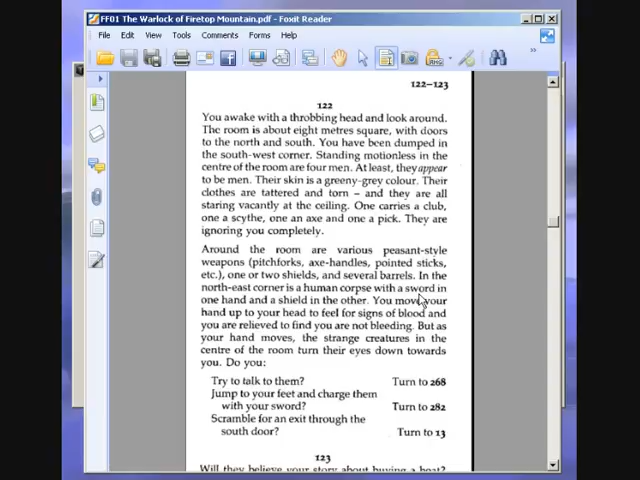 FF01 The Warlock of Firetop Mountain.pdf - Foxit Reader
File Edit View Tools Comments Forms Help
122–123
122
You awake with a throbbing head and look around.
The room is about eight metres square, with doors
to the north and south. You have been dumped in
the south-west corner. Standing motionless in the
centre of the room are four men. At least, they appear
to be men. Their skin is a greeny-grey colour. Their
clothes are tattered and torn – and they are all
staring vacantly at the ceiling. One carries a club,
one a scythe, one an axe and one a pick. They are
ignoring you completely.
Around the room are various peasant-style
weapons (pitchforks, axe-handles, pointed sticks,
etc.), one or two shields, and several barrels. In the
north-east corner is a human corpse with a sword in
one hand and a shield in the other. You move your
hand up to your head to feel for signs of blood and
you are relieved to find you are not bleeding. But as
your hand moves, the strange creatures in the
centre of the room turn their eyes down towards
you. Do you:
Try to talk to them? Turn to 268
Jump to your feet and charge them
with your sword? Turn to 282
Scramble for an exit through the
south door? Turn to 13
123
Will they believe your story about buying a boat?